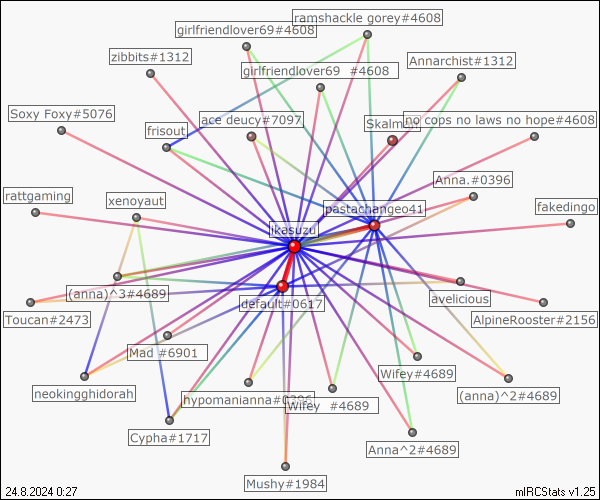 ramshackle gorey#4608
girlfriendlover69#4608
zibbits#1312
Annarchist#1312
girlfriendlover69 #4608
Soxy Foxy#5076
ace deucy#7097
Skalman
no cops no laws no hope#4608
frisout
Anna.#0396
rattgaming
xenoyaut
pastachangeo41
fakedingo
ikasuzu
(anna)^3#4689
default#0617
avelicious
Toucan#2473
AlpineRooster#2156
Mad #6901
Wifey#4689
neokingghidorah
hypomanianna#0396
Wifey #4689
(anna)^2#4689
Cypha#1717
Anna^2#4689
Mushy#1984
24.8.2024 0:27
mIRCStats v1.25